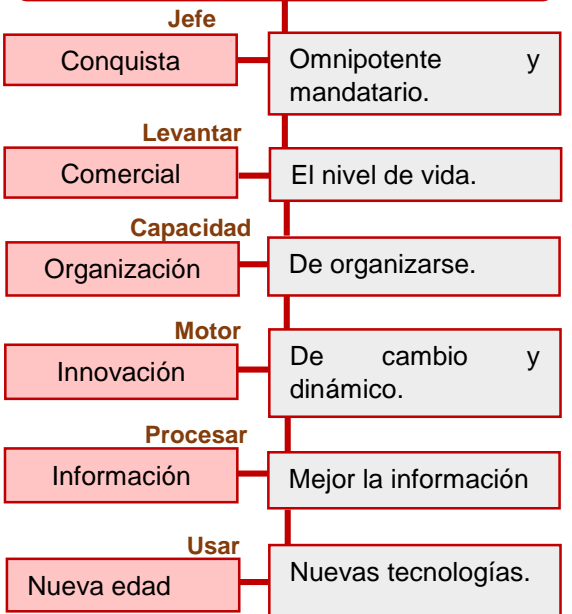 Jefe
Conquista
Omnipotente y
mandatario.
Levantar
Comercial
El nivel de vida.
Capacidad
Organización
De organizarse.
Motor
Innovación
De cambio y
dinámico.
Procesar
Información
Mejor la información
Usar
Nueva edad
Nuevas tecnologías.